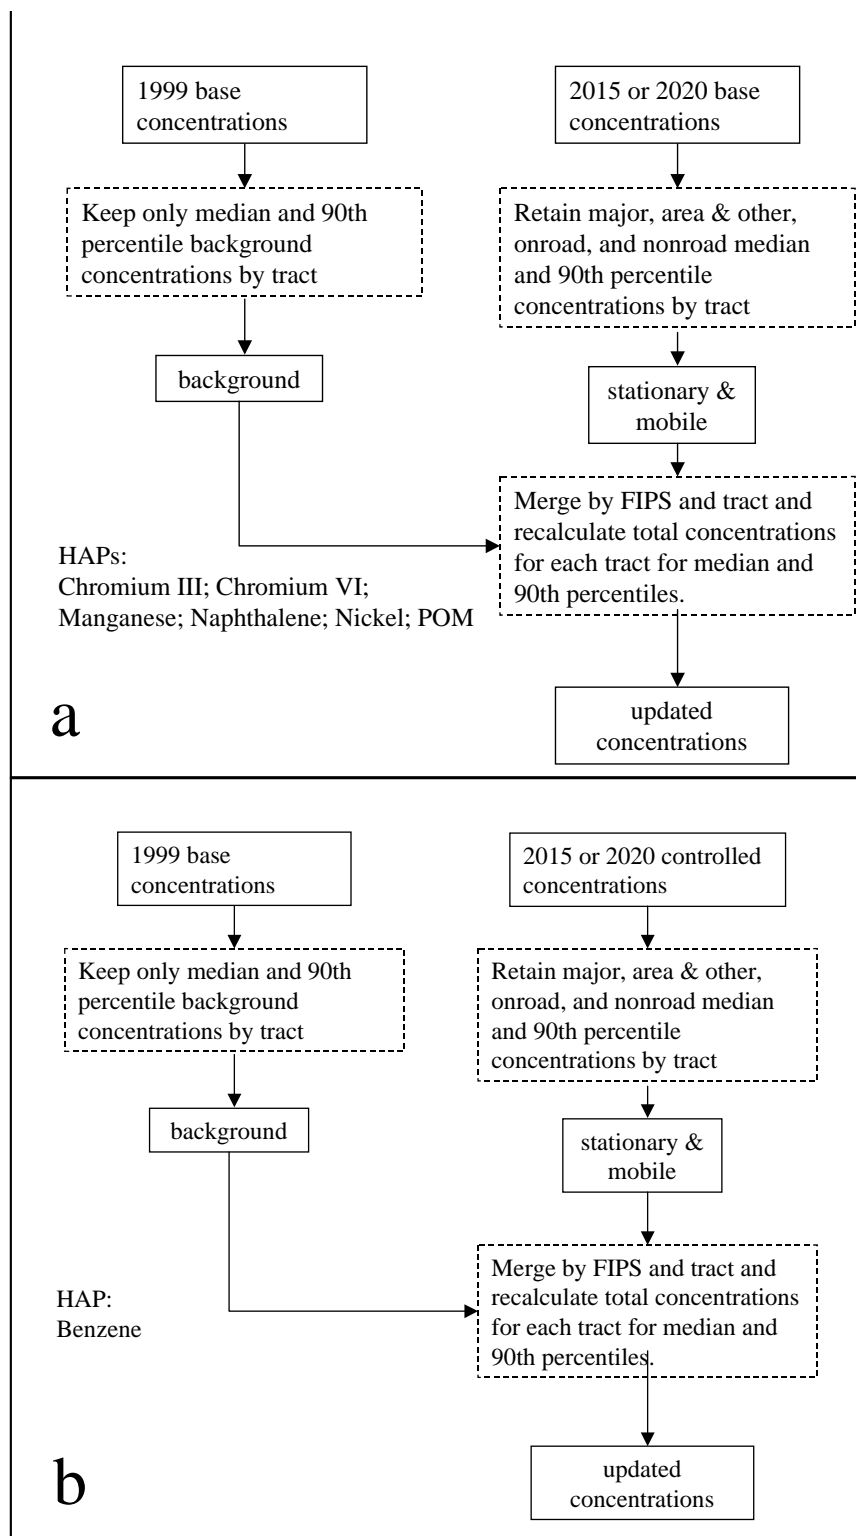 1999 base
concentrations
2015 or 2020 base
concentrations
Keep only median and 90th
percentile background
concentrations by tract
Retain major, area & other,
onroad, and nonroad median
and 90th percentile
concentrations by tract
background
stationary &
mobile
Merge by FIPS and tract and
recalculate total concentrations
for each tract for median and
90th percentiles.
HAPs:
Chromium III; Chromium VI;
Manganese; Naphthalene; Nickel; POM
updated
concentrations
a
1999 base
concentrations
2015 or 2020 controlled
concentrations
Keep only median and 90th
percentile background
concentrations by tract
Retain major, area & other,
onroad, and nonroad median
and 90th percentile
concentrations by tract
background
stationary &
mobile
Merge by FIPS and tract and
recalculate total concentrations
for each tract for median and
90th percentiles.
HAP:
Benzene
updated
concentrations
b